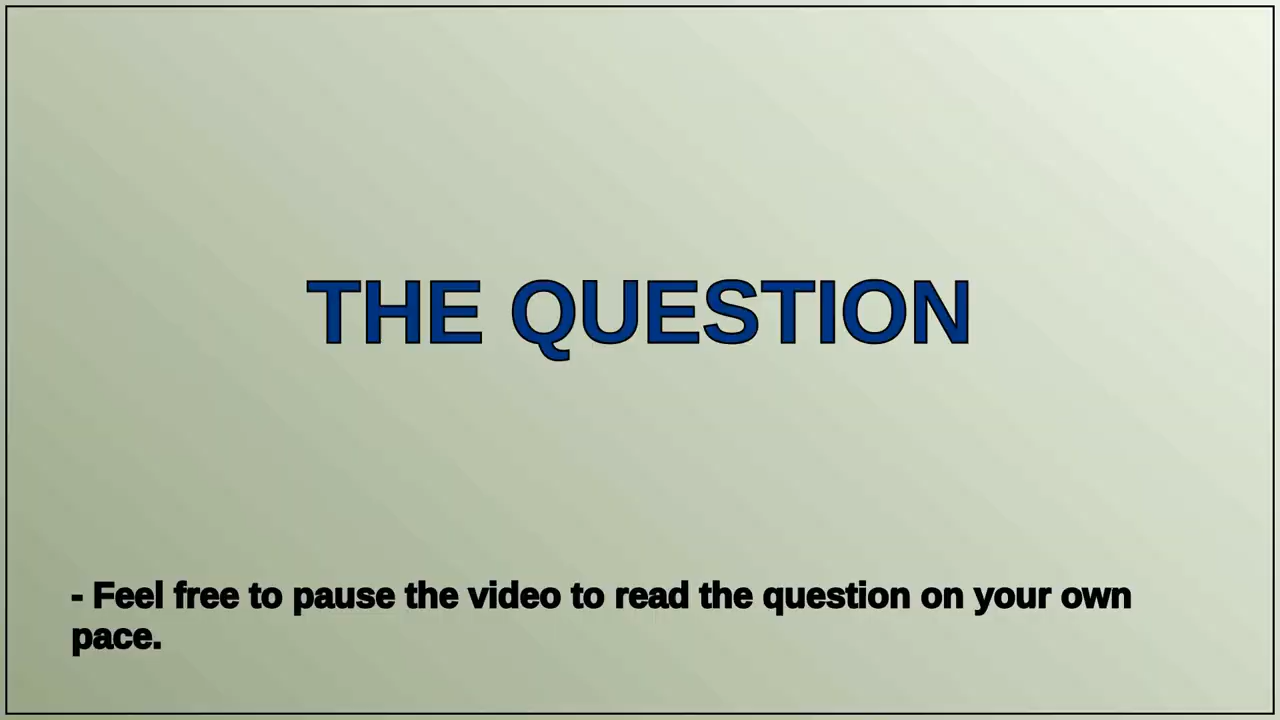 THE QUESTION
- Feel free to pause the video to read the question on your own
pace.